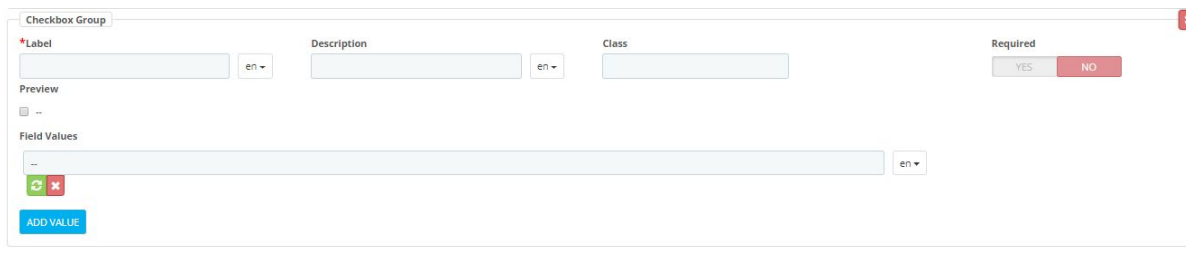 Checkbox Group
*Label Description Class Required
en en YES NO
Preview
--
Field Values
-- en
ADD VALUE